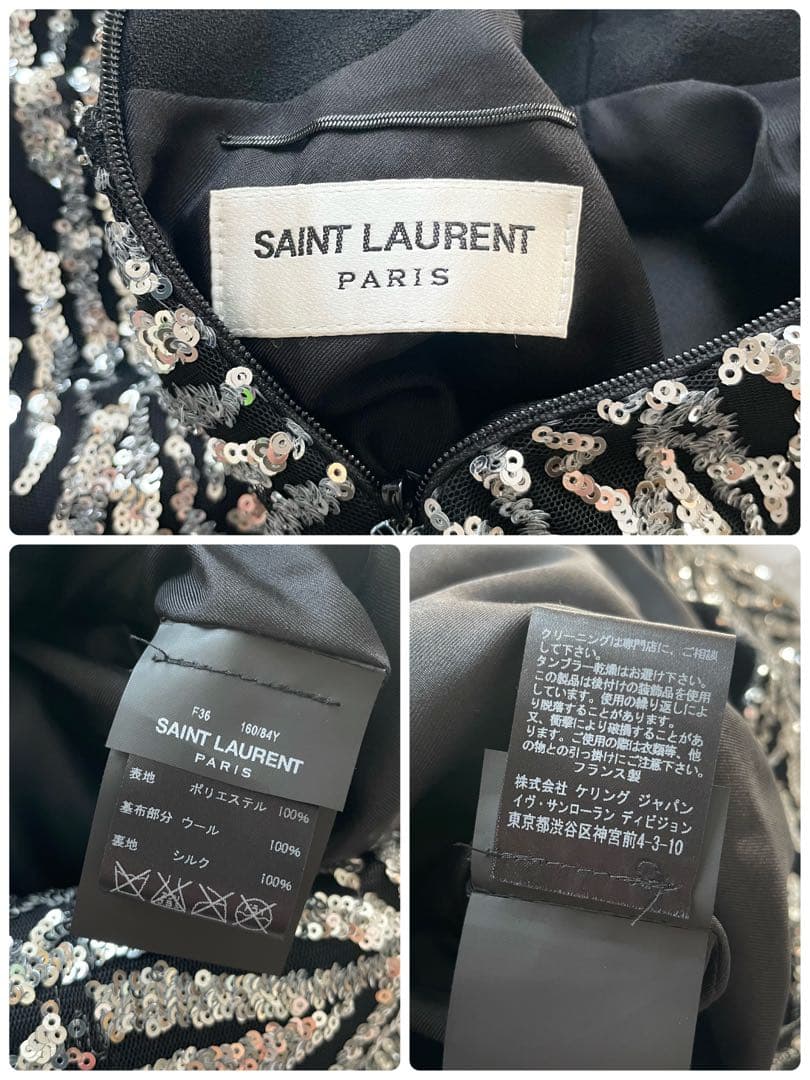 SAINT LAURENT
PARIS
F36 160/84Y
SAINT LAURENT
PARIS
表地 ポリエステル 100%
基布部分 ウール 100%
裏地 シルク 100%
クリーニングは専門店に、ご相談
して下さい。
タンブラー乾燥はお避け下さい。
この製品は後付けの装飾品を使用
しています。使用の繰り返しによ
り脱落することがあります。
又、衝撃により破損することがあ
ります。ご使用の際は衣類等、他
の物との引っ掛けにご注意下さい。
フランス製
株式会社 ケリング ジャパン
イヴ・サンローラン ディビジョン
東京都渋谷区神宮前4-3-10